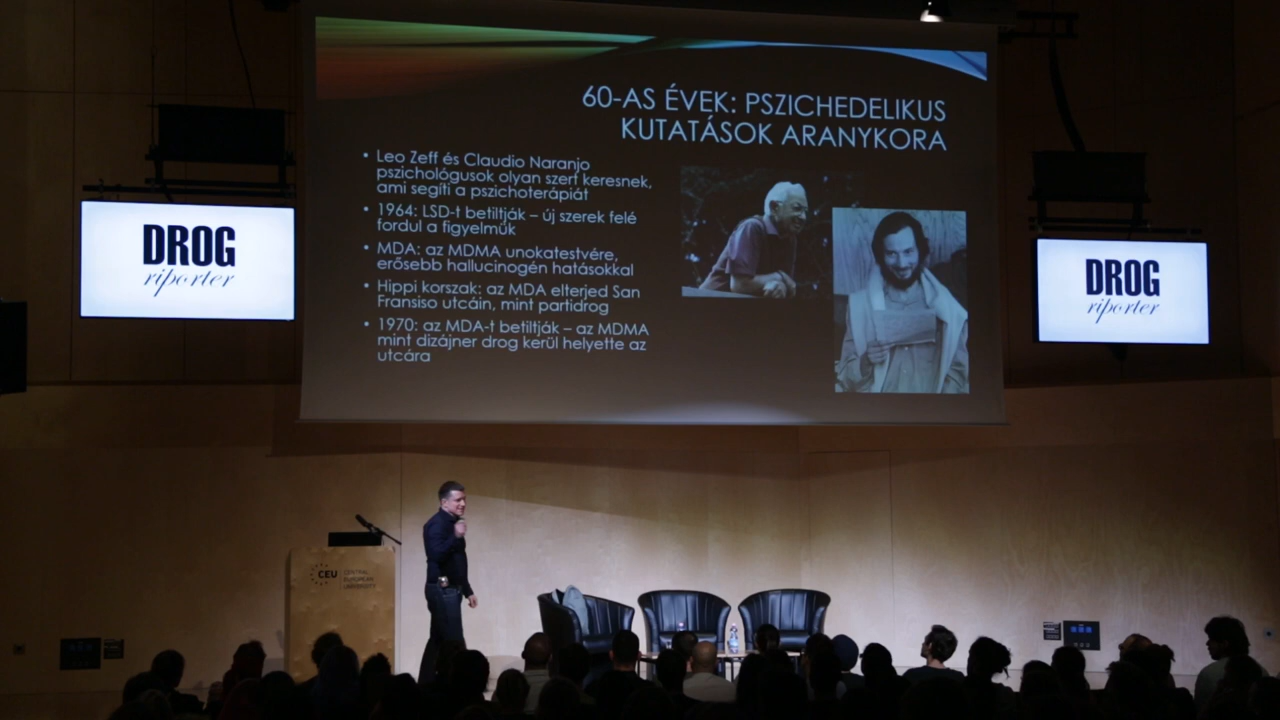 60-AS ÉVEK: PSZICHEDELIKUS
KUTATÁSOK ARANYKORA
• Leo Zeff és Claudio Naranjo
pszichológusok olyan szert keresnek,
ami segíti a pszichoterápiát
• 1964: LSD-t betiltják – új szerek felé
fordul a figyelmük
• MDA: az MDMA unokatestvére,
erősebb hallucinogén hatásokkal
• Hippi korszak: az MDA elterjed San
Fransiso utcáin, mint partidrog
• 1970: az MDA-t betiltják – az MDMA
mint dizájner drog kerül helyette az
utcára
DROG
riporter
DROG
riporter
CEU
CENTRAL
EUROPEAN
UNIVERSITY